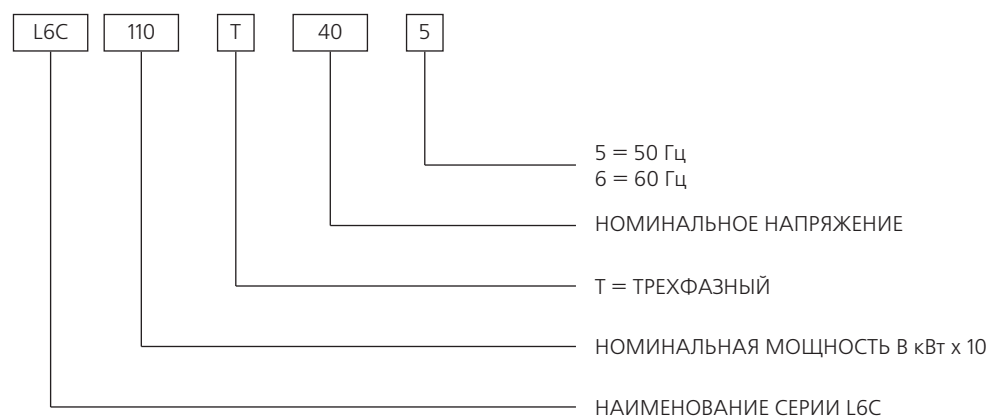 L6C 110 T 40 5
5 = 50 Гц
6 = 60 Гц
НОМИНАЛЬНОЕ НАПРЯЖЕНИЕ
T = ТРЕХФАЗНЫЙ
НОМИНАЛЬНАЯ МОЩНОСТЬ В кВт x 10
НАИМЕНОВАНИЕ СЕРИИ L6C